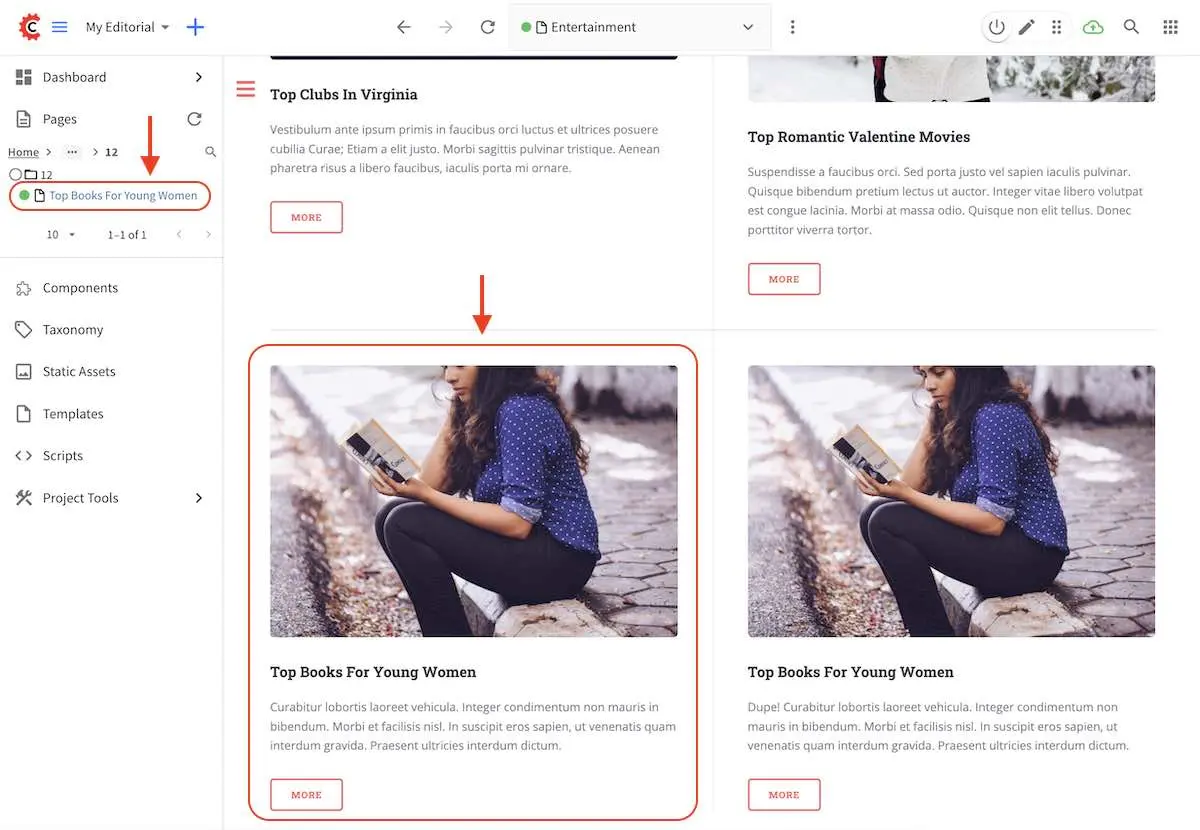 My Editorial
Entertainment
Dashboard
Pages
Home
12
12
Top Books For Young Women
10
1–1 of 1
Components
Taxonomy
Static Assets
Templates
Scripts
Project Tools
Top Clubs In Virginia
Vestibulum ante ipsum primis in faucibus orci luctus et ultrices posuere
cubilia Curae; Etiam a elit justo. Morbi sagittis pulvinar tristique. Aenean
pharetra risus a libero faucibus, iaculis porta mi ornare.
MORE
Top Romantic Valentine Movies
Suspendisse a faucibus orci. Sed porta justo vel sapien iaculis pulvinar.
Quisque bibendum pretium lectus ut auctor. Integer vitae libero volutpat
est congue lacinia. Morbi at massa odio. Quisque non elit tellus. Donec
porttitor viverra tortor.
MORE
Top Books For Young Women
Curabitur lobortis laoreet vehicula. Integer condimentum non mauris in
bibendum. Morbi et facilisis nisl. In suscipit eros sapien, ut venenatis quam
interdum gravida. Praesent ultricies interdum dictum.
MORE
Top Books For Young Women
Dupe! Curabitur lobortis laoreet vehicula. Integer condimentum non
mauris in bibendum. Morbi et facilisis nisl. In suscipit eros sapien, ut
venenatis quam interdum gravida. Praesent ultricies interdum dictum.
MORE